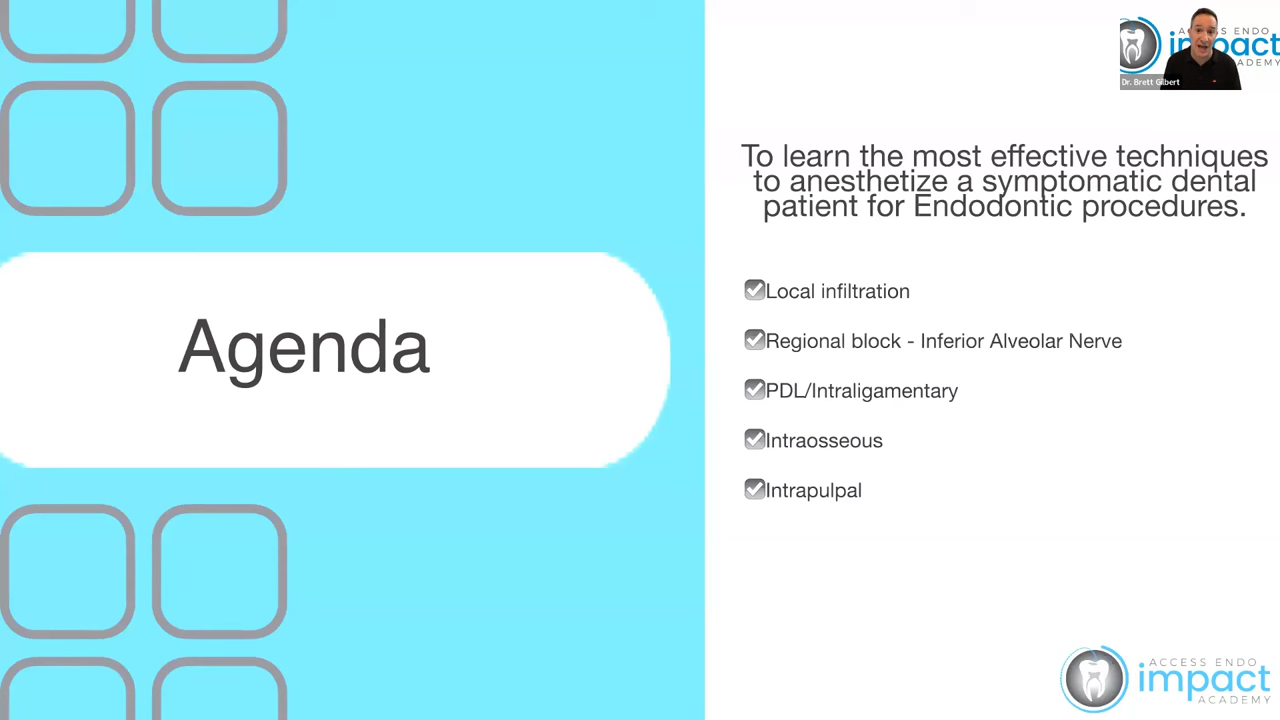 ACCESS ENDO
impact
ACADEMY
Dr. Brett Gilbert
To learn the most effective techniques
to anesthetize a symptomatic dental
patient for Endodontic procedures.
Agenda
Local infiltration
Regional block - Inferior Alveolar Nerve
PDL/Intraligamentary
Intraosseous
Intrapulpal
ACCESS ENDO
impact
ACADEMY